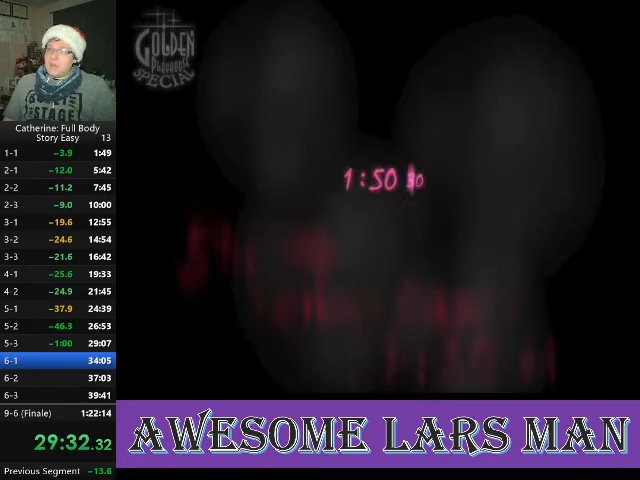 GOLDEN
PLAYHOUSE
SPECIAL
STAGE
Catherine: Full Body
Story Easy 13
1-1 −3.9 1:49
2-1 −12.0 5:42
2-2 −11.2 7:45
2-3 −9.0 10:00
3-1 −19.6 12:55
3-2 −24.6 14:54
3-3 −21.6 16:42
4-1 −25.6 19:33
4-2 −24.9 21:45
5-1 −37.9 24:39
5-2 −46.3 26:53
5-3 −1:00 29:07
6-1 34:05
6-2 37:03
6-3 39:41
9-6 (Finale) 1:22:14
29:32.32
Previous Segment −13.6
1:50 30
AWESOME LARS MAN